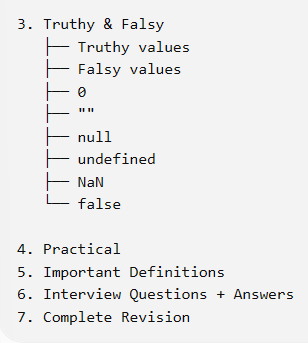 3. Truthy & Falsy
├── Truthy values
├── Falsy values
├── 0
├── ""
├── null
├── undefined
├── NaN
└── false
4. Practical
5. Important Definitions
6. Interview Questions + Answers
7. Complete Revision